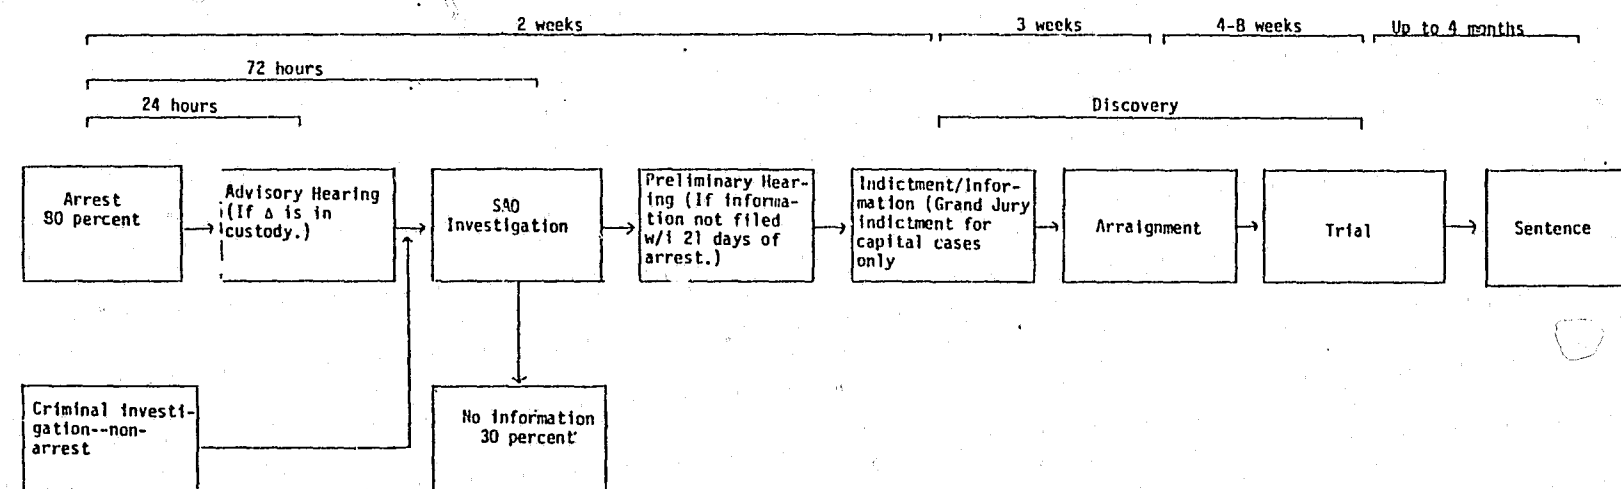 2 weeks
3 weeks
4-8 weeks
Up to 4 months
72 hours
24 hours
Discovery
Arrest
80 percent
Advisory Hearing
(If Δ is in
custody.)
SAO
Investigation
Preliminary Hear-
ing (If informa-
tion not filed
w/i 21 days of
arrest.)
Indictment/Infor-
mation (Grand Jury
indictment for
capital cases
only
Arraignment
Trial
Sentence
Criminal investi-
gation--non-
arrest
No information
30 percent